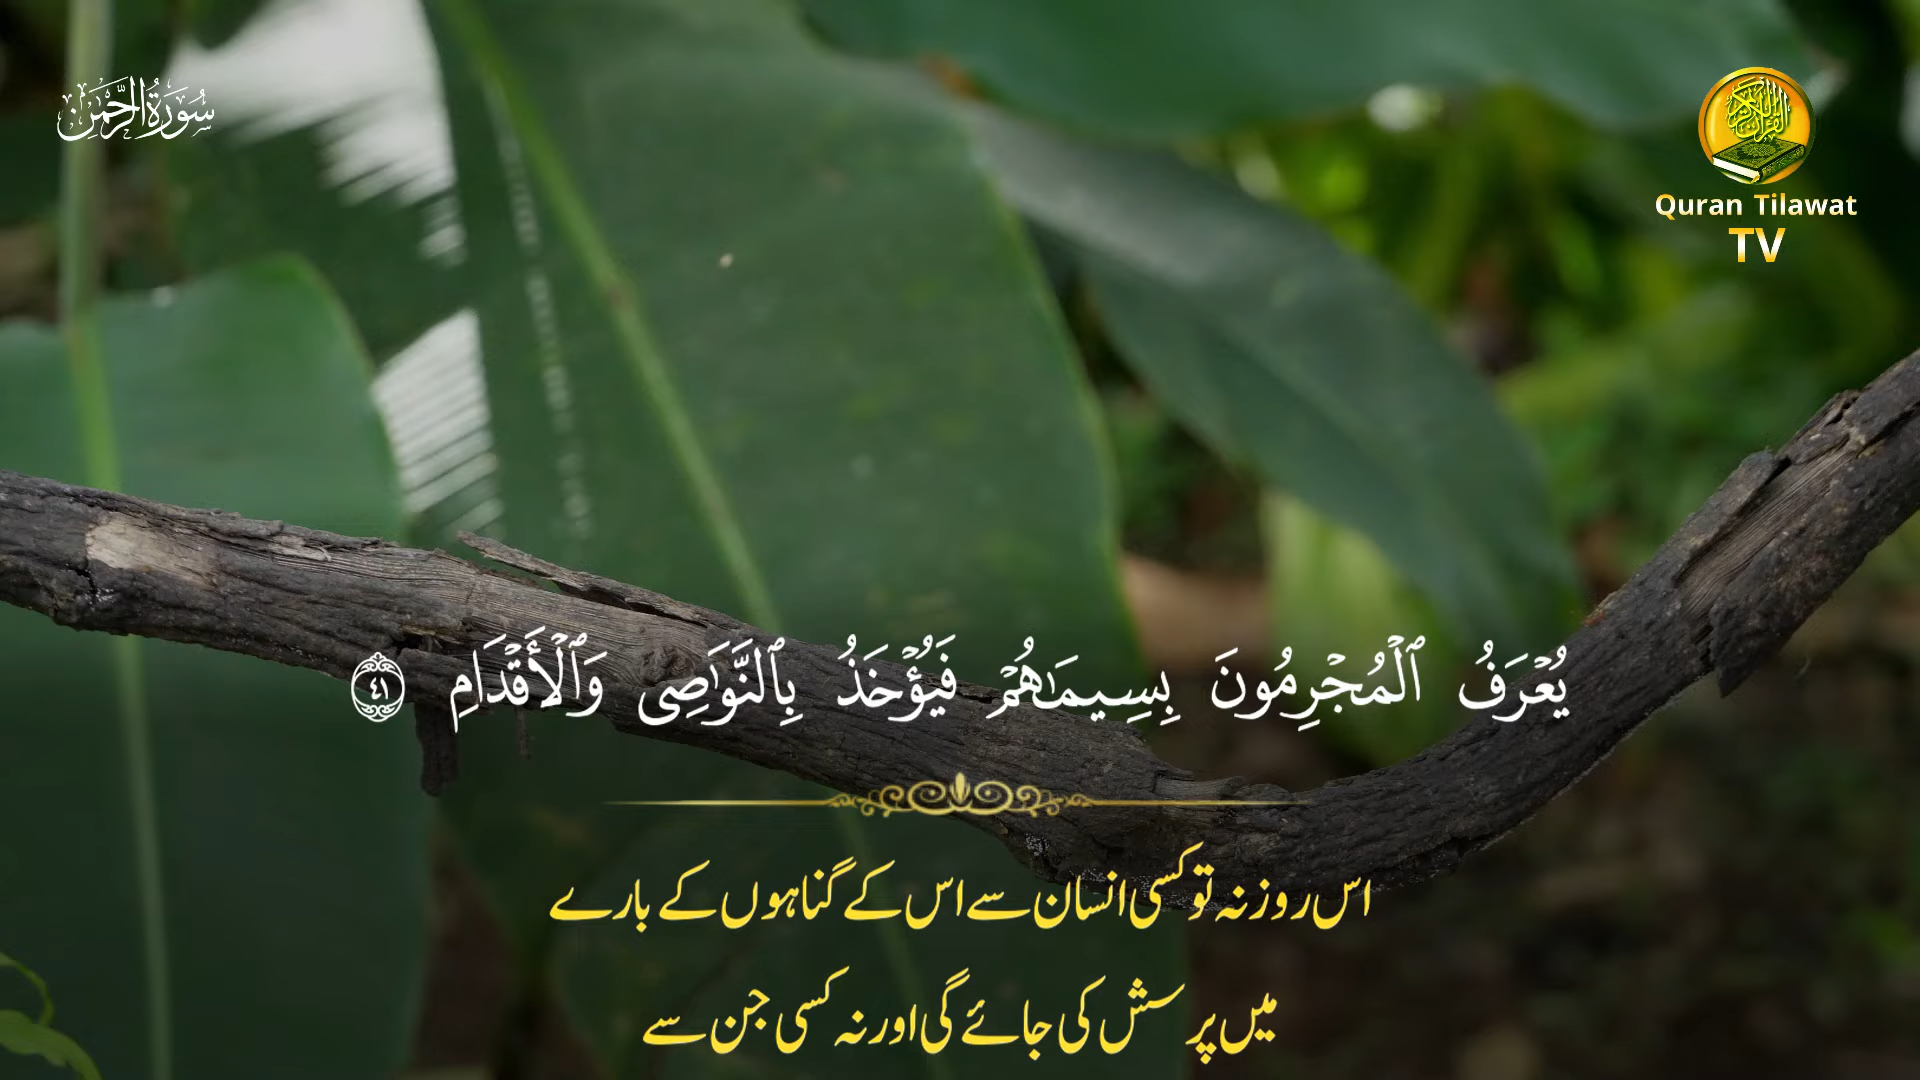 سُورَةُ الرَّحْمٰن
Quran Tilawat
TV
يُعْرَفُ ٱلْمُجْرِمُونَ بِسِيمَـٰهُمْ فَيُؤْخَذُ بِٱلنَّوَٰصِى وَٱلْأَقْدَامِ ٤١
اس روز نہ تو کسی انسان سے اس کے گناہوں کے بارے
میں پرسش کی جائے گی اور نہ کسی جن سے